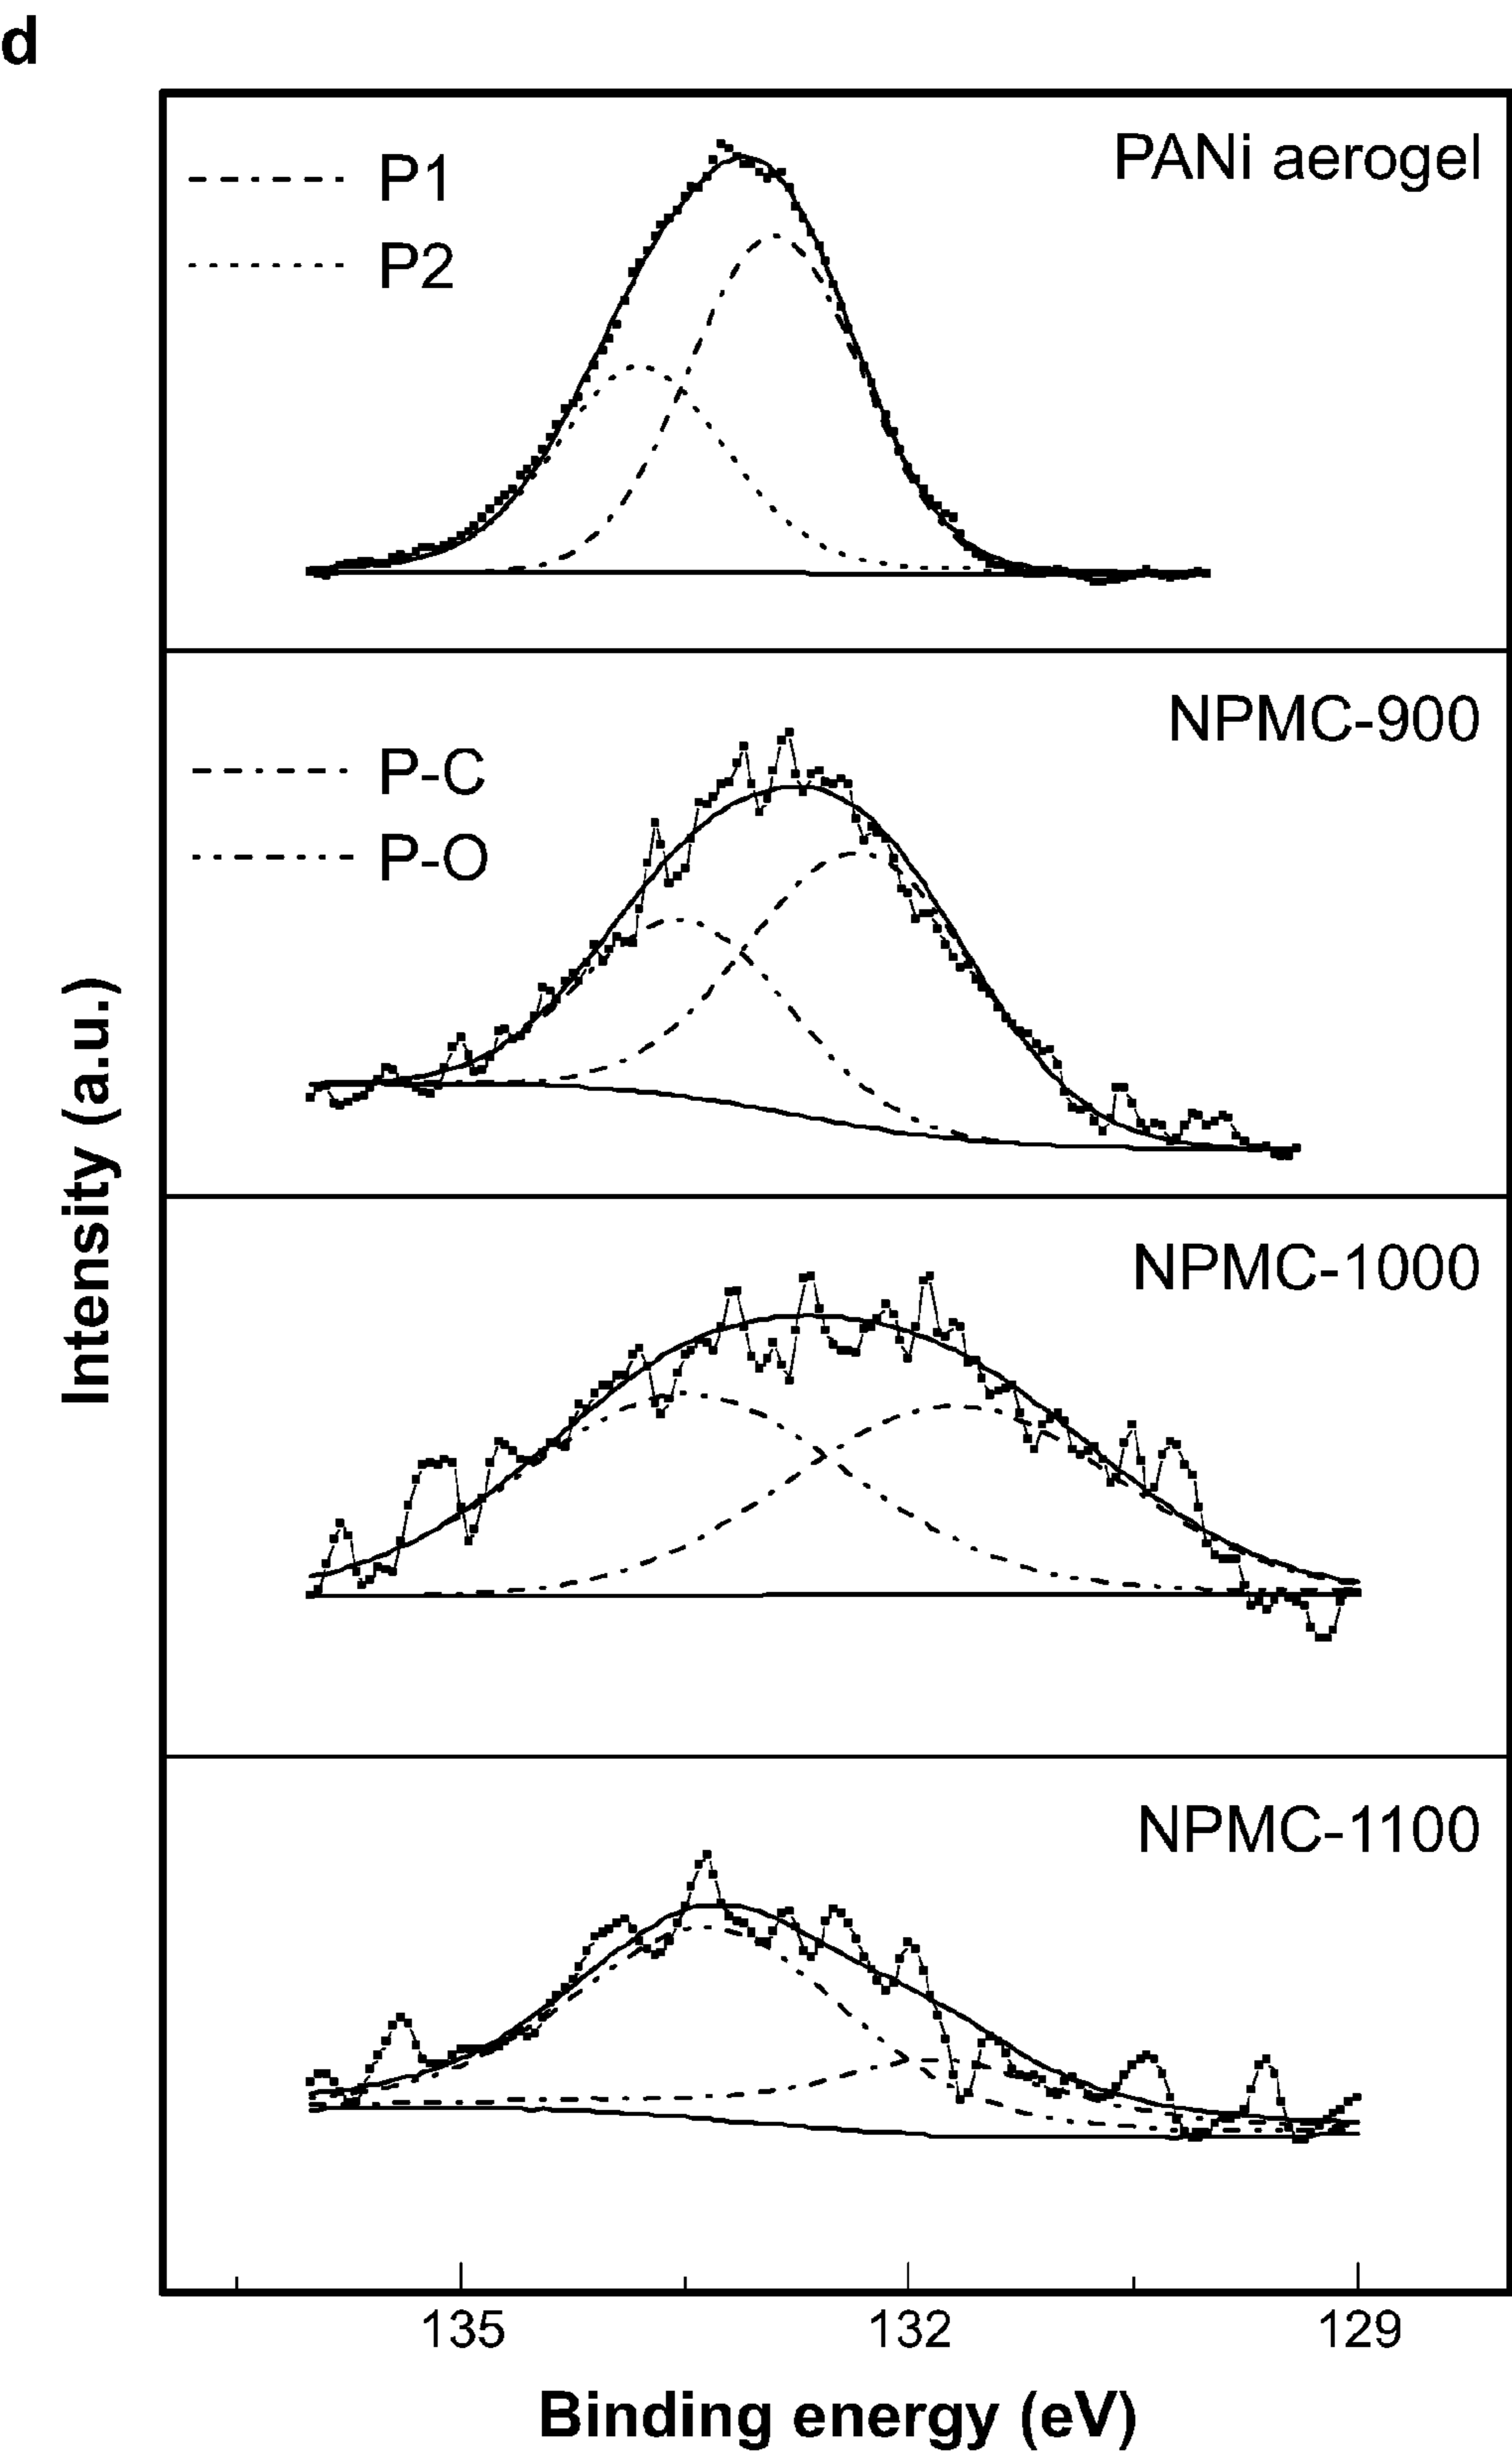 d
PANi aerogel
P1
P2
NPMC-900
P-C
P-O
Intensity (a.u.)
NPMC-1000
NPMC-1100
135 132 129
Binding energy (eV)